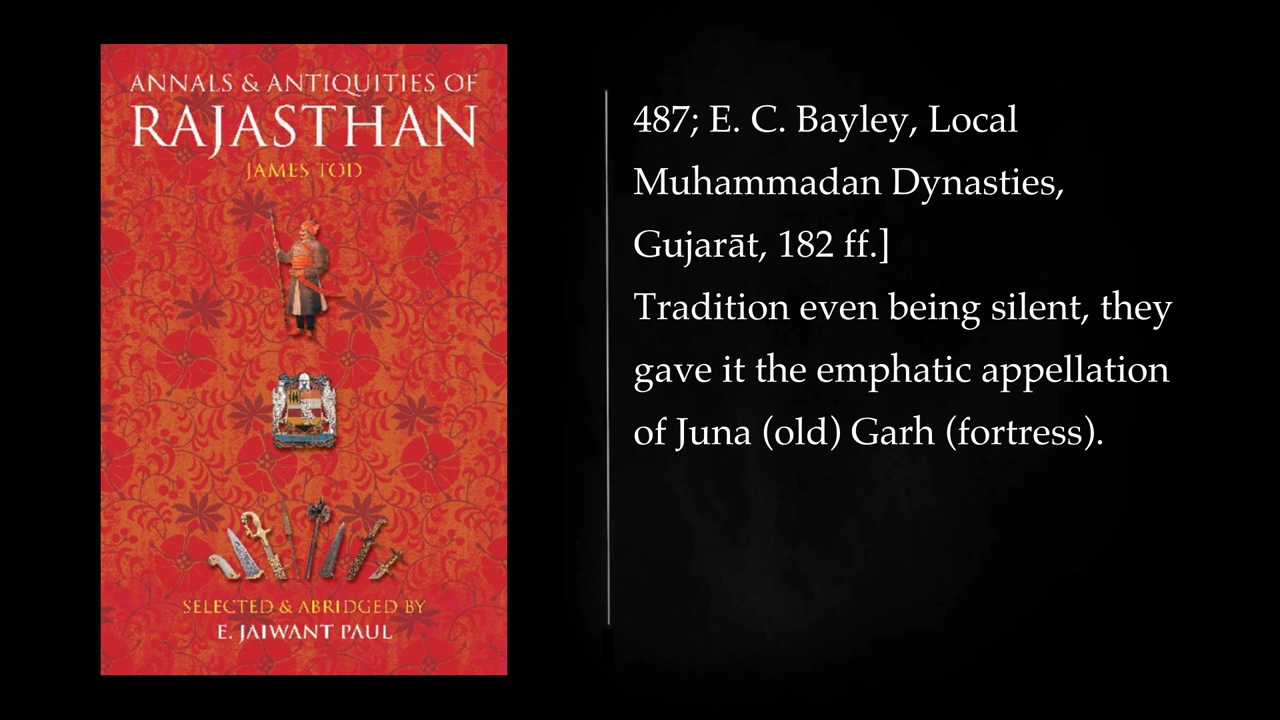 ANNALS & ANTIQUITIES OF
RAJASTHAN
JAMES TOD
SELECTED & ABRIDGED BY
E. JAIWANT PAUL
487; E. C. Bayley, Local
Muhammadan Dynasties,
Gujarāt, 182 ff.]
Tradition even being silent, they
gave it the emphatic appellation
of Juna (old) Garh (fortress).